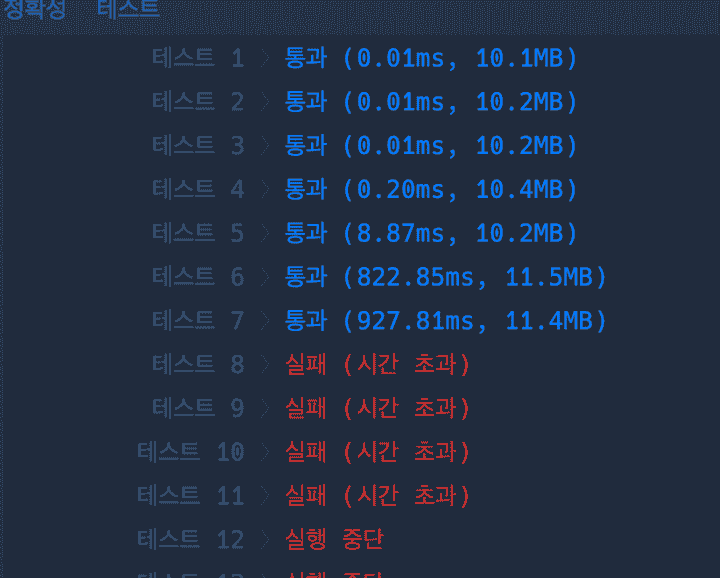 정확성 테스트
테스트 1 〉 통과 (0.01ms, 10.1MB)
테스트 2 〉 통과 (0.01ms, 10.2MB)
테스트 3 〉 통과 (0.01ms, 10.2MB)
테스트 4 〉 통과 (0.20ms, 10.4MB)
테스트 5 〉 통과 (8.87ms, 10.2MB)
테스트 6 〉 통과 (822.85ms, 11.5MB)
테스트 7 〉 통과 (927.81ms, 11.4MB)
테스트 8 〉 실패 (시간 초과)
테스트 9 〉 실패 (시간 초과)
테스트 10 〉 실패 (시간 초과)
테스트 11 〉 실패 (시간 초과)
테스트 12 〉 실행 중단